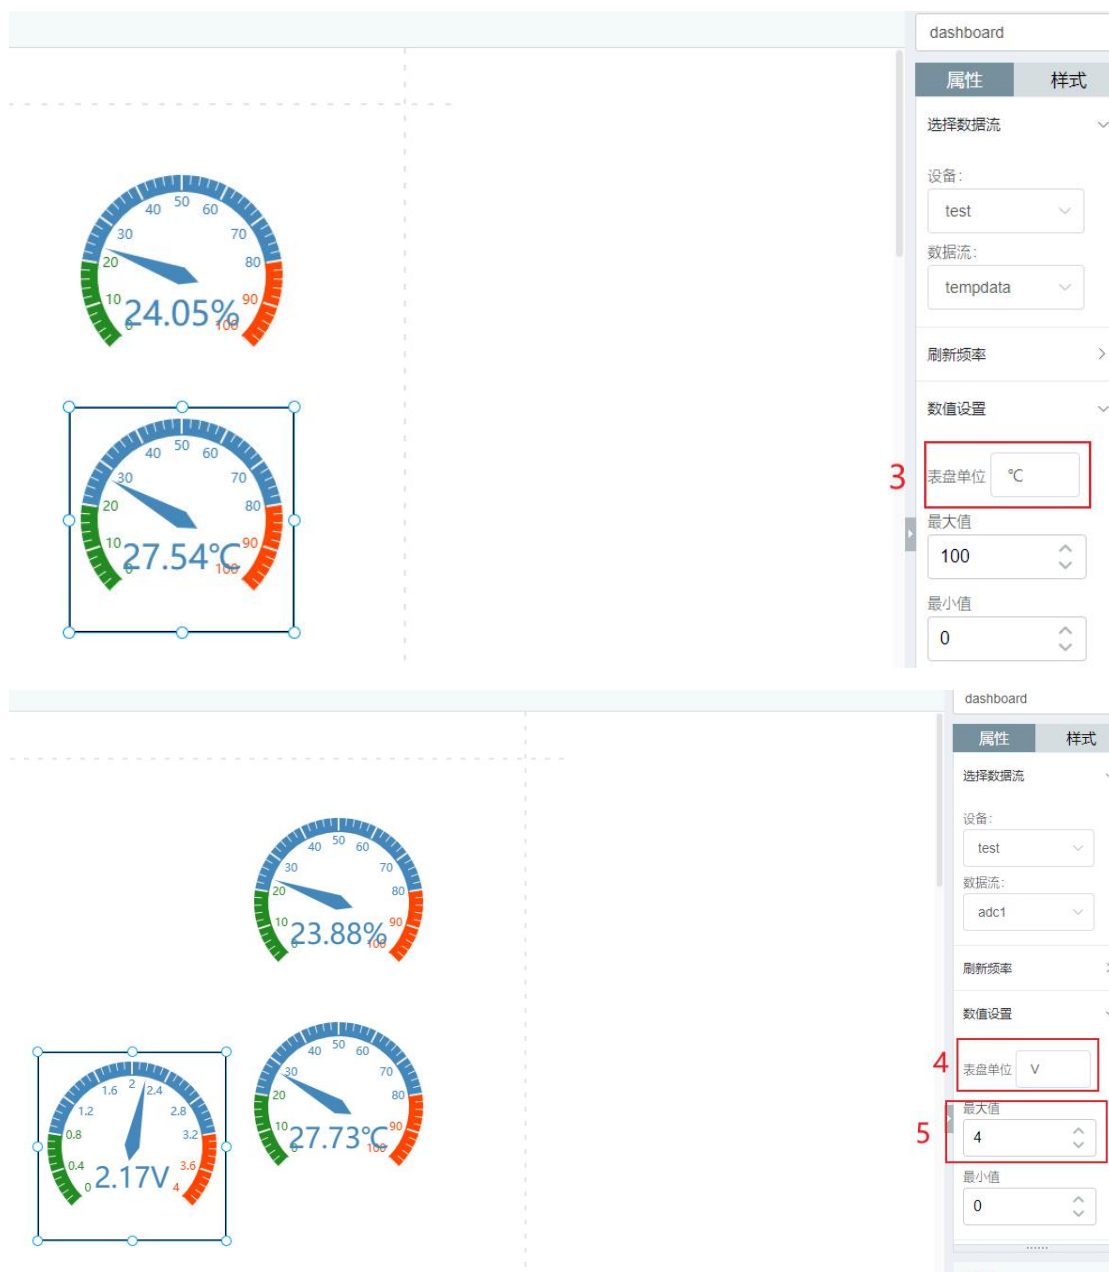 dashboard
属性 样式
选择数据流
设备:
test
数据流:
tempdata
刷新频率
数值设置
3
表盘单位 ℃
最大值
100
最小值
0
0 10 20 30 40 50 60 70 80 90 100
24.05%
0 10 20 30 40 50 60 70 80 90 100
27.54℃
dashboard
属性 样式
选择数据流
设备:
test
数据流:
adc1
刷新频率
数值设置
4
表盘单位 V
5
最大值
4
最小值
0
0 10 20 30 40 50 60 70 80 90 100
23.88%
0 0.4 0.8 1.2 1.6 2 2.4 2.8 3.2 3.6 4
2.17V
0 10 20 30 40 50 60 70 80 90 100
27.73℃